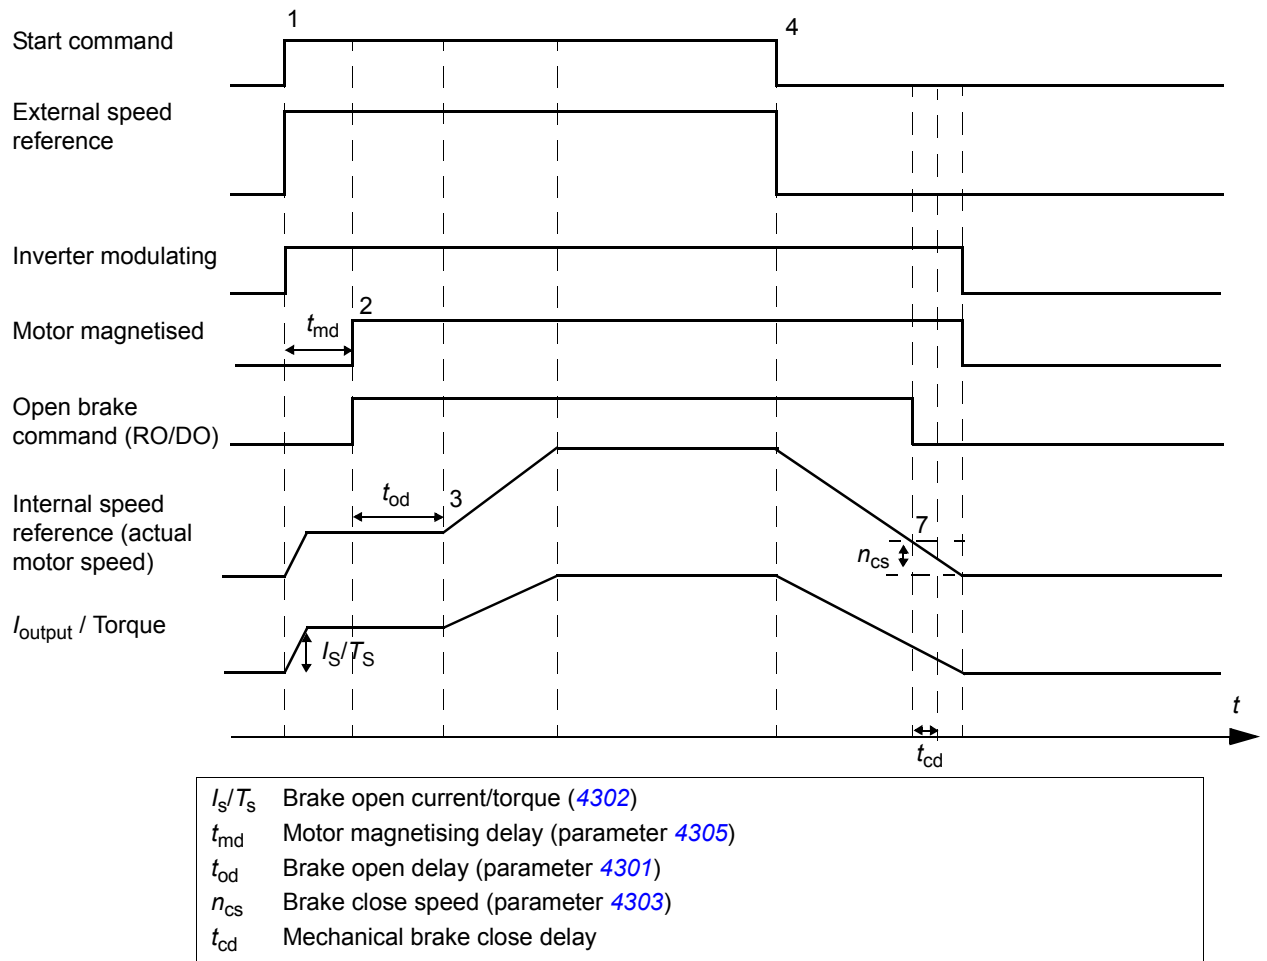 1
4
Start command
External speed
reference
Inverter modulating
2
tmd
Motor magnetised
Open brake
command (RO/DO)
tod
3
Internal speed
reference (actual
motor speed)
7
ncs
Ioutput / Torque
IS/TS
t
tcd
Is/Ts Brake open current/torque (4302)
tmd Motor magnetising delay (parameter 4305)
tod Brake open delay (parameter 4301)
ncs Brake close speed (parameter 4303)
tcd Mechanical brake close delay